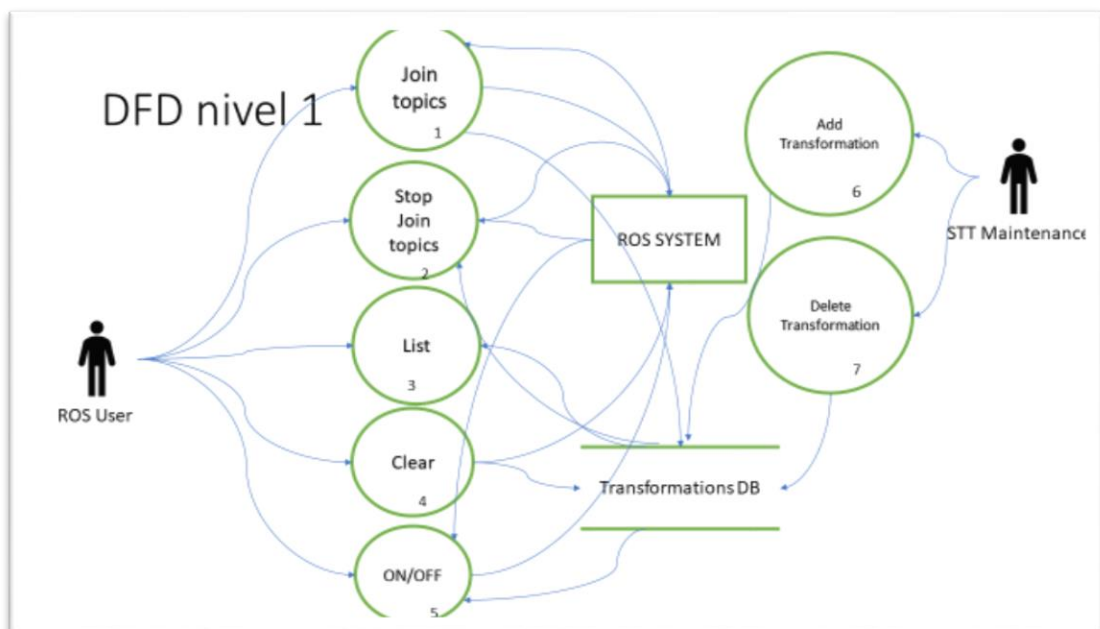 DFD nivel 1
Join
topics
1
Stop
Join
topics
2
List
3
Clear
4
ON/OFF
5
ROS User
ROS SYSTEM
Transformations DB
Add
Transformation
6
Delete
Transformation
7
STT Maintenance